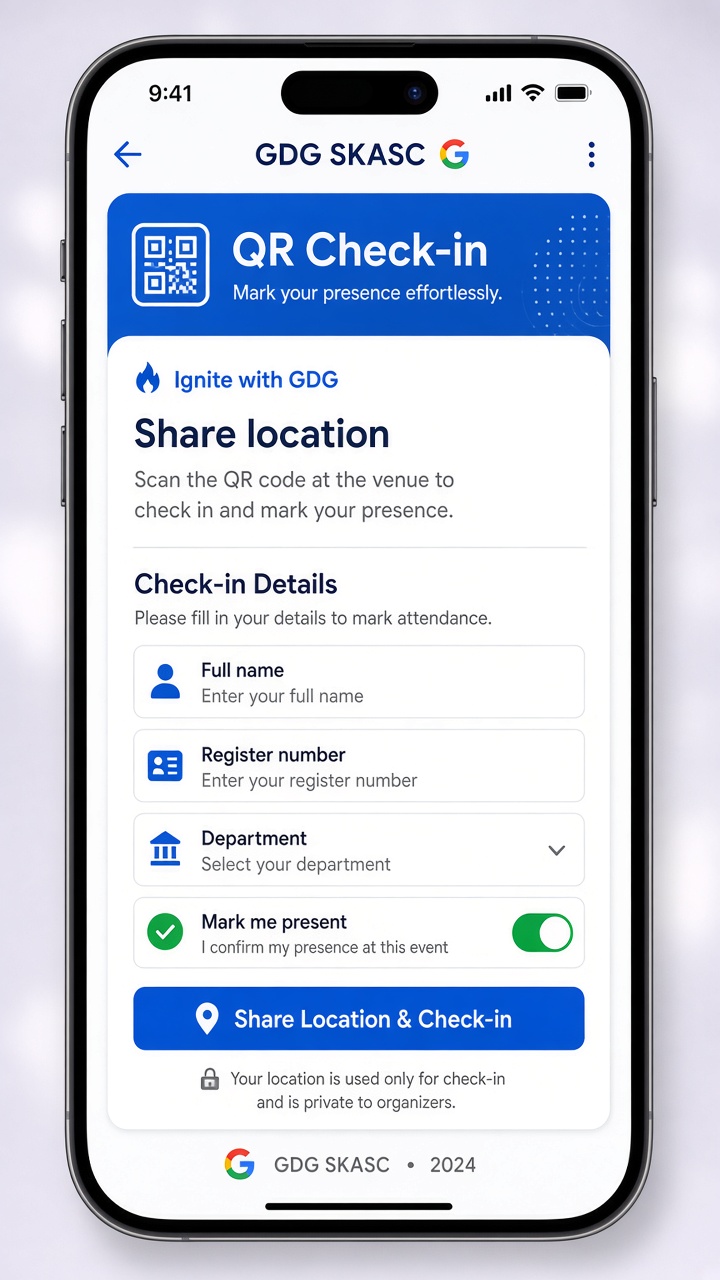 9:41
GDG SKASC
QR Check-in
Mark your presence effortlessly.
Ignite with GDG
Share location
Scan the QR code at the venue to
check in and mark your presence.
Check-in Details
Please fill in your details to mark attendance.
Full name
Enter your full name
Register number
Enter your register number
Department
Select your department
Mark me present
I confirm my presence at this event
Share Location & Check-in
Your location is used only for check-in
and is private to organizers.
GDG SKASC • 2024